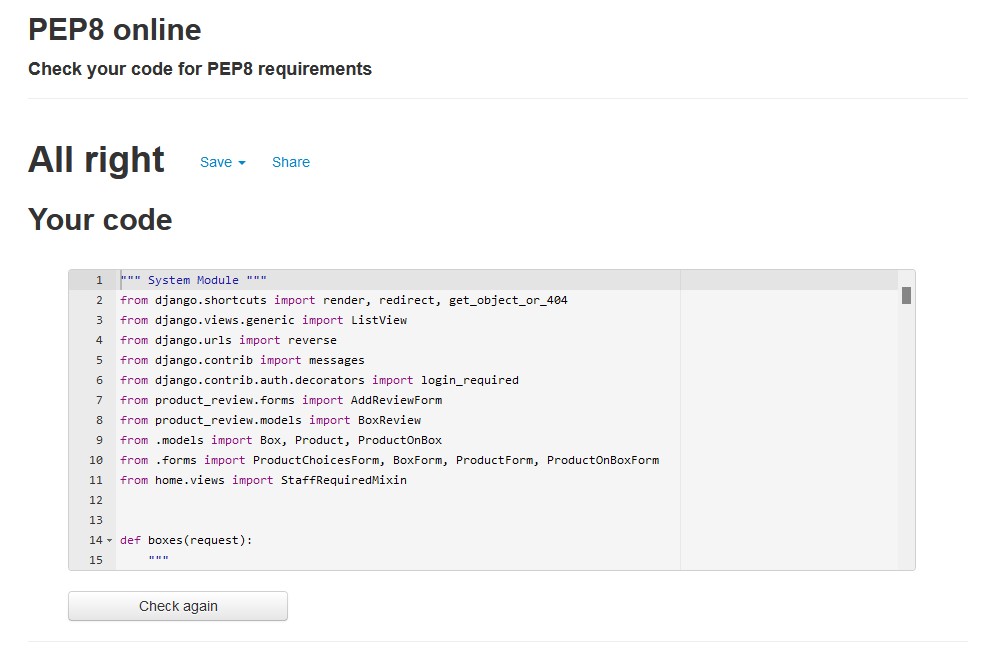 PEP8 online
Check your code for PEP8 requirements
All right Save Share
Your code
1 """ System Module """
2 from django.shortcuts import render, redirect, get_object_or_404
3 from django.views.generic import ListView
4 from django.urls import reverse
5 from django.contrib import messages
6 from django.contrib.auth.decorators import login_required
7 from product_review.forms import AddReviewForm
8 from product_review.models import BoxReview
9 from .models import Box, Product, ProductOnBox
10 from .forms import ProductChoicesForm, BoxForm, ProductForm, ProductOnBoxForm
11 from home.views import StaffRequiredMixin
12
13
14 def boxes(request):
15     """
Check again